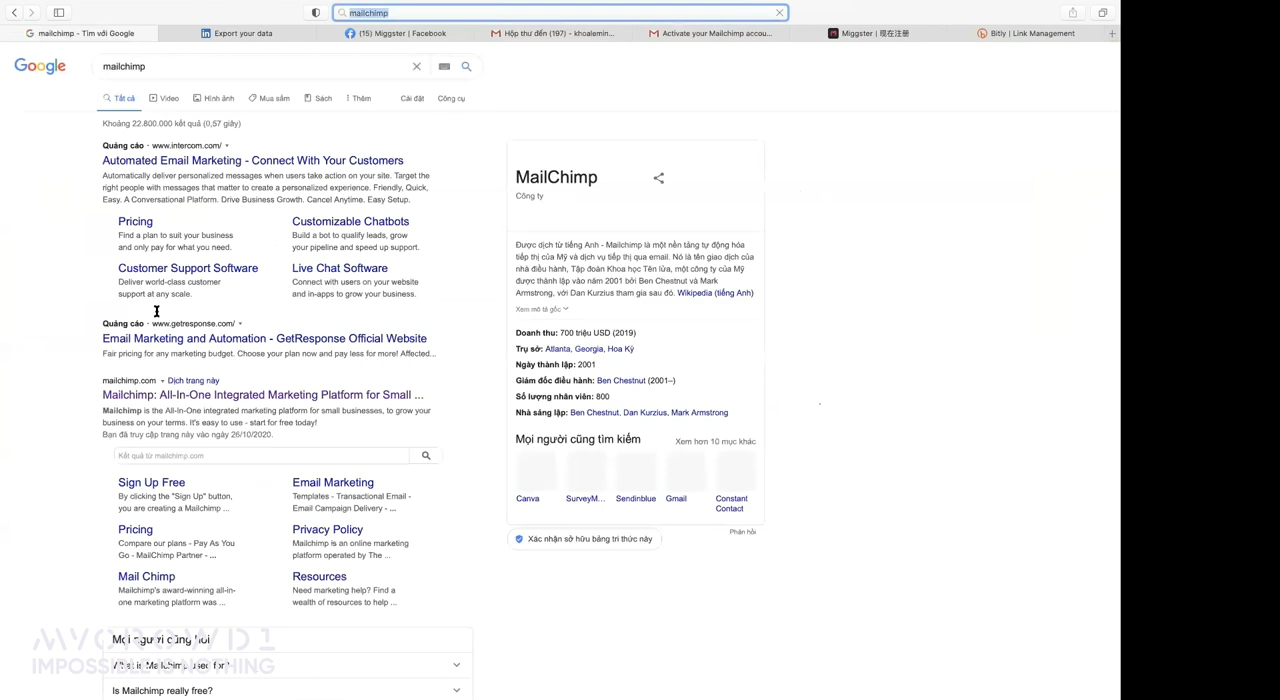 mailchimp
mailchimp - Tìm với Google
Export your data
(15) Miggster | Facebook
Hộp thư đến (197) - khoalemin...
Activate your Mailchimp accou...
Miggster | 现在注册
Bitly | Link Management
Google
mailchimp
Tất cả
Video
Hình ảnh
Mua sắm
Sách
Thêm
Cài đặt
Công cụ
Khoảng 22.800.000 kết quả (0,57 giây)
Quảng cáo · www.intercom.com/
Automated Email Marketing - Connect With Your Customers
Automatically deliver personalized messages when users take action on your site. Target the
right people with messages that matter to create a personalized experience. Friendly, Quick,
Easy. A Conversational Platform. Drive Business Growth. Cancel Anytime. Easy Setup.
Pricing
Find a plan to suit your business
and only pay for what you need.
Customizable Chatbots
Build a bot to qualify leads, grow
your pipeline and speed up support.
Customer Support Software
Deliver world-class customer
support at any scale.
Live Chat Software
Connect with users on your website
and in-apps to grow your business.
Quảng cáo · www.getresponse.com/
Email Marketing and Automation - GetResponse Official Website
Fair pricing for any marketing budget. Choose your plan now and pay less for more! Affected...
mailchimp.com
Dịch trang này
Mailchimp: All-In-One Integrated Marketing Platform for Small ...
Mailchimp is the All-In-One integrated marketing platform for small businesses, to grow your
business on your terms. It's easy to use - start for free today!
Bạn đã truy cập trang này vào ngày 26/10/2020.
Kết quả từ mailchimp.com
Sign Up Free
By clicking the "Sign Up" button,
you are creating a Mailchimp ...
Email Marketing
Templates - Transactional Email -
Email Campaign Delivery - ...
Pricing
Compare our plans - Pay As You
Go - MailChimp Partner - ...
Privacy Policy
Mailchimp is an online marketing
platform operated by The ...
Mail Chimp
Mailchimp's award-winning all-in-
one marketing platform was ...
Resources
Need marketing help? Find a
wealth of resources to help ...
Mọi người cũng hỏi
What is Mailchimp used for?
Is Mailchimp really free?
MYCROWD1
IMPOSSIBLE IS NOTHING
MailChimp
Công ty
Được dịch từ tiếng Anh - Mailchimp là một nền tảng tự động hóa
tiếp thị của Mỹ và dịch vụ tiếp thị qua email. Nó là tên giao dịch của
nhà điều hành, Tập đoàn Khoa học Tên lửa, một công ty của Mỹ
được thành lập vào năm 2001 bởi Ben Chestnut và Mark
Armstrong, với Dan Kurzius tham gia sau đó. Wikipedia (tiếng Anh)
Xem mô tả gốc
Doanh thu: 700 triệu USD (2019)
Trụ sở: Atlanta, Georgia, Hoa Kỳ
Ngày thành lập: 2001
Giám đốc điều hành: Ben Chestnut (2001–)
Số lượng nhân viên: 800
Nhà sáng lập: Ben Chestnut, Dan Kurzius, Mark Armstrong
Mọi người cũng tìm kiếm
Xem hơn 10 mục khác
Canva
SurveyM...
Sendinblue
Gmail
Constant
Contact
Phản hồi
Xác nhận sở hữu bảng tri thức này